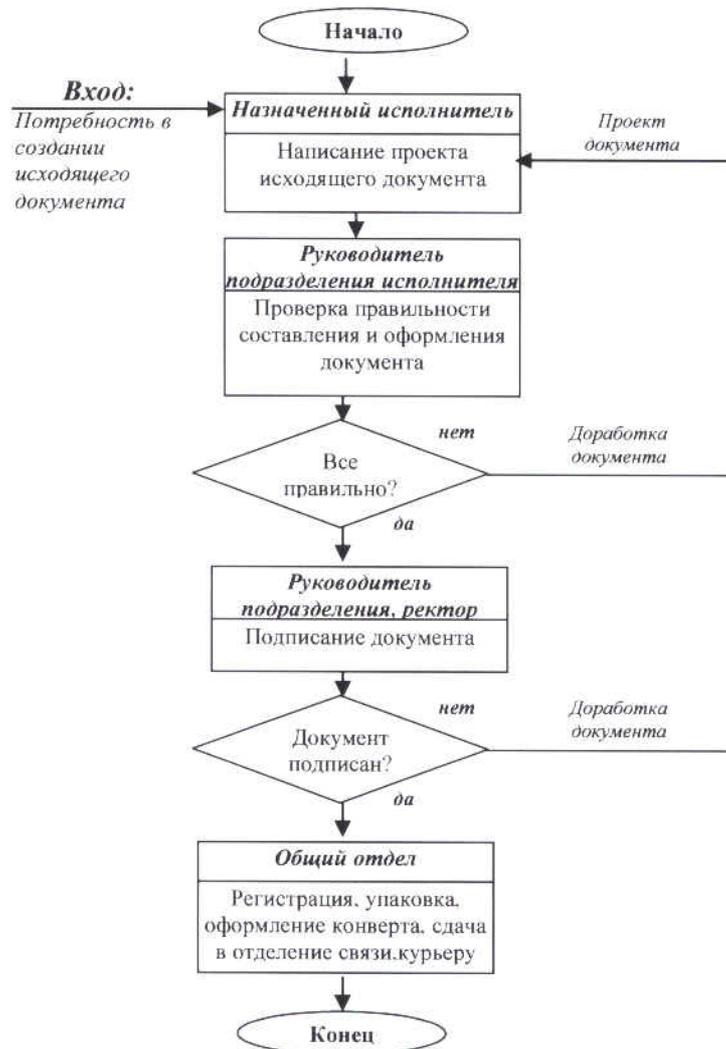 Начало
Вход:
Потребность в
создании
исходящего
документа
Назначенный исполнитель
Написание проекта
исходящего документа
Проект
документа
Руководитель
подразделения исполнителя
Проверка правильности
составления и оформления
документа
нет
Доработка
документа
Все
правильно?
да
Руководитель
подразделения, ректор
Подписание документа
нет
Доработка
документа
Документ
подписан?
да
Общий отдел
Регистрация, упаковка,
оформление конверта, сдача
в отделение связи,курьеру
Конец